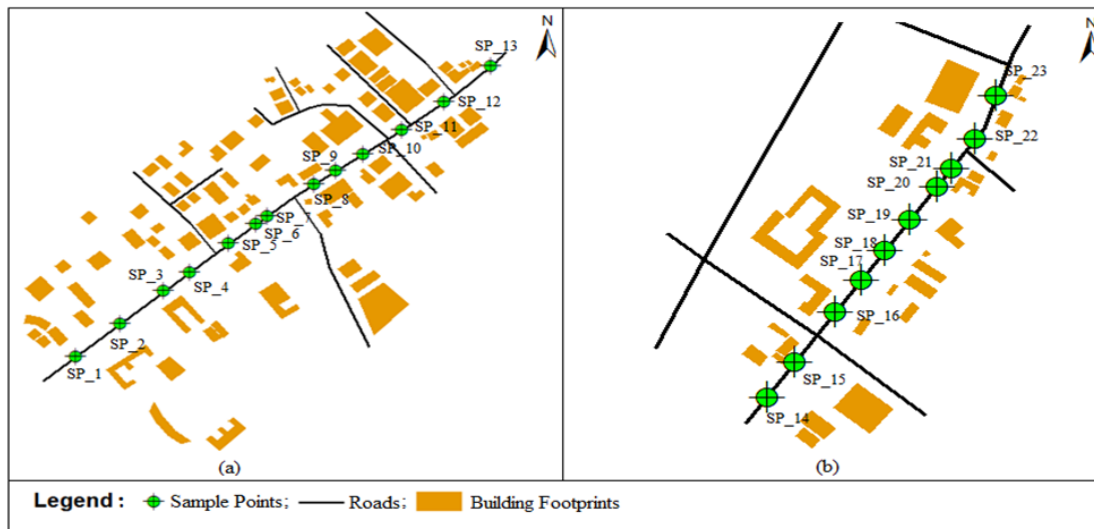 N
SP_13
SP_12
SP_11
SP_10
SP_9
SP_8
SP_7
SP_6
SP_5
SP_3
SP_4
SP_2
SP_1
(a)
N
SP_23
SP_22
SP_21
SP_20
SP_19
SP_18
SP_17
SP_16
SP_15
SP_14
(b)
Legend : Sample Points; Roads; Building Footprints